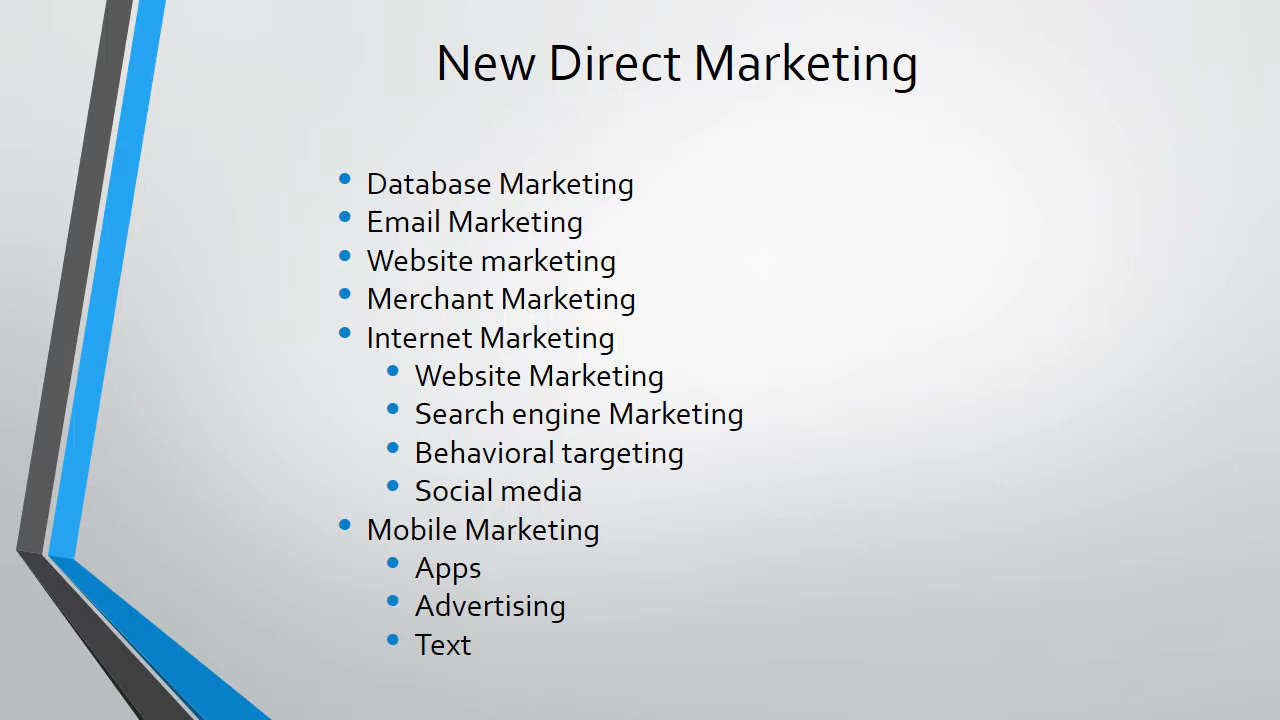 New Direct Marketing
Database Marketing
Email Marketing
Website marketing
Merchant Marketing
Internet Marketing
Website Marketing
Search engine Marketing
Behavioral targeting
Social media
Mobile Marketing
Apps
Advertising
Text